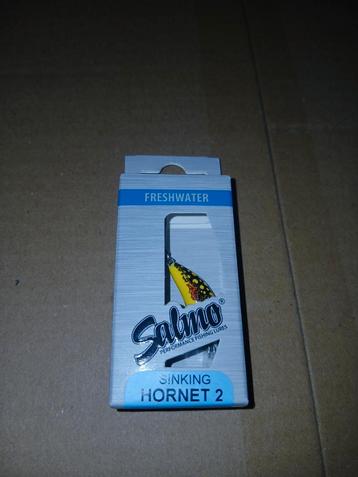 FRESHWATER
Salmo®
PERFORMANCE FISHING LURES
SINKING
HORNET 2